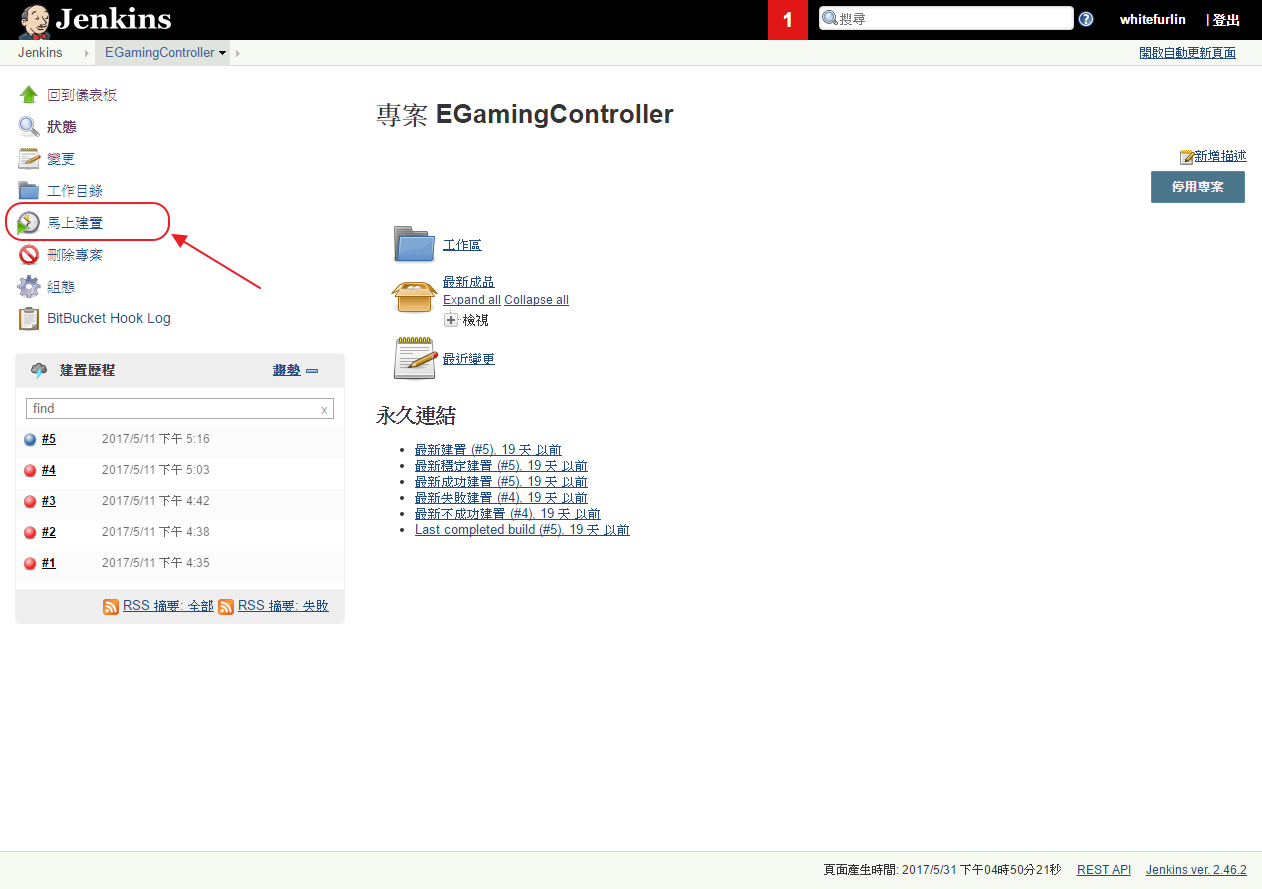 Jenkins
1
搜尋
whitefurlin
| 登出
Jenkins
EGamingController
開啟自動更新頁面
回到儀表板
狀態
變更
工作目錄
馬上建置
刪除專案
組態
BitBucket Hook Log
建置歷程
趨勢
find
x
#5 2017/5/11 下午 5:16
#4 2017/5/11 下午 5:03
#3 2017/5/11 下午 4:42
#2 2017/5/11 下午 4:38
#1 2017/5/11 下午 4:35
RSS 摘要: 全部 RSS 摘要: 失敗
專案 EGamingController
新增描述
停用專案
工作區
最新成品
Expand all Collapse all
檢視
最近變更
永久連結
最新建置 (#5), 19 天 以前
最新穩定建置 (#5), 19 天 以前
最新成功建置 (#5), 19 天 以前
最新失敗建置 (#4), 19 天 以前
最新不成功建置 (#4), 19 天 以前
Last completed build (#5), 19 天 以前
頁面產生時間: 2017/5/31 下午04時50分21秒 REST API Jenkins ver. 2.46.2